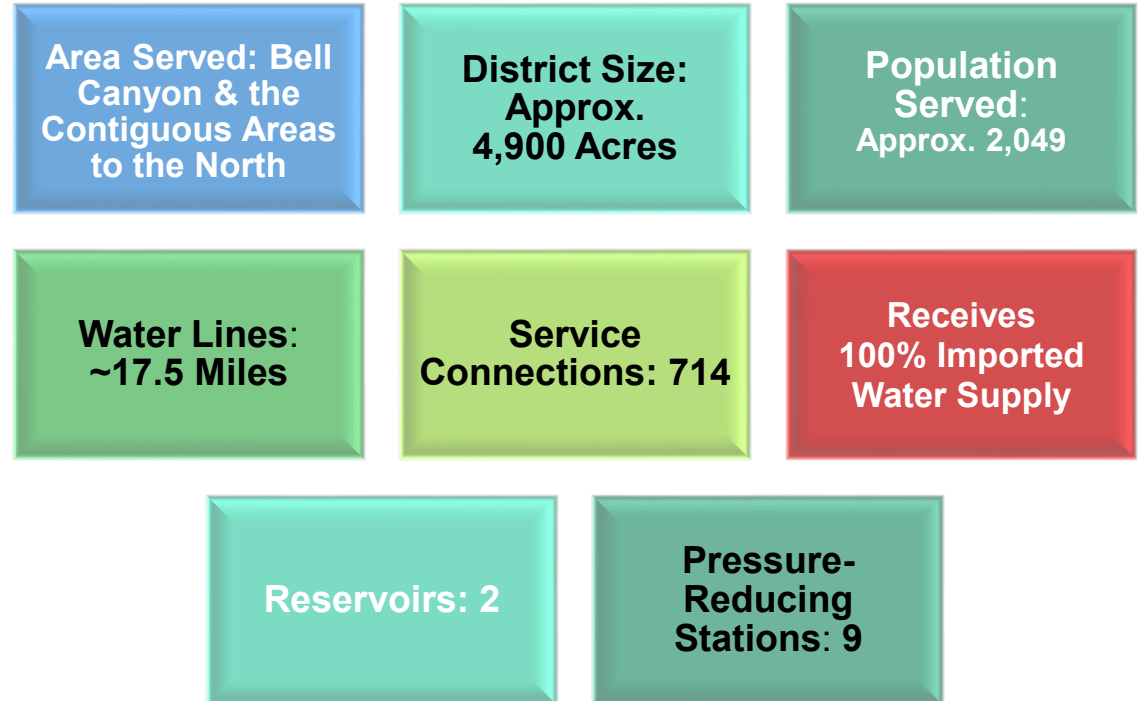 Area Served: Bell
Canyon & the
Contiguous Areas
to the North
District Size:
Approx.
4,900 Acres
Population
Served:
Approx. 2,049
Water Lines:
~17.5 Miles
Service
Connections: 714
Receives
100% Imported
Water Supply
Reservoirs: 2
Pressure-
Reducing
Stations: 9